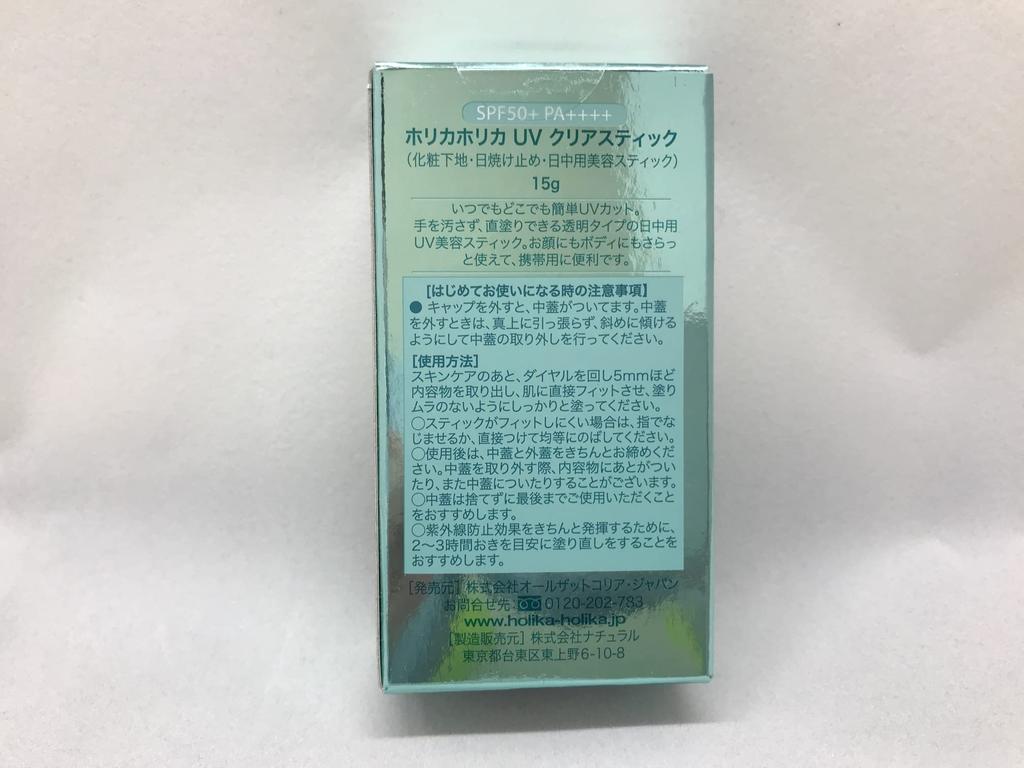 SPF50+ PA++++
ホリカホリカ UV クリアスティック
（化粧下地・日焼け止め・日中用美容スティック）
15g
いつでもどこでも簡単UVカット。
手を汚さず、直塗りできる透明タイプの日中用
UV美容スティック。お顔にもボディにもさらっ
と使えて、携帯用に便利です。
［はじめてお使いになる時の注意事項］
● キャップを外すと、中蓋がついてます。中蓋
を外すときは、真上に引っ張らず、斜めに傾ける
ようにして中蓋の取り外しを行ってください。
［使用方法］
スキンケアのあと、ダイヤルを回し5mmほど
内容物を取り出し、肌に直接フィットさせ、塗り
ムラのないようにしっかりと塗ってください。
○スティックがフィットしにくい場合は、指でな
じませるか、直接つけて均等にのばしてください。
○使用後は、中蓋と外蓋をきちんとお締めくだ
さい。中蓋を取り外す際、内容物にあとがつい
たり、また中蓋についたりすることがございます。
○中蓋は捨てずに最後までご使用いただくこと
をおすすめします。
○紫外線防止効果をきちんと発揮するために、
2〜3時間おきを目安に塗り直しをすることを
おすすめします。
［発売元］株式会社オールザットコリア・ジャパン
お問合せ先：0120-202-783
www.holika-holika.jp
［製造販売元］株式会社ナチュラル
東京都台東区東上野6-10-8